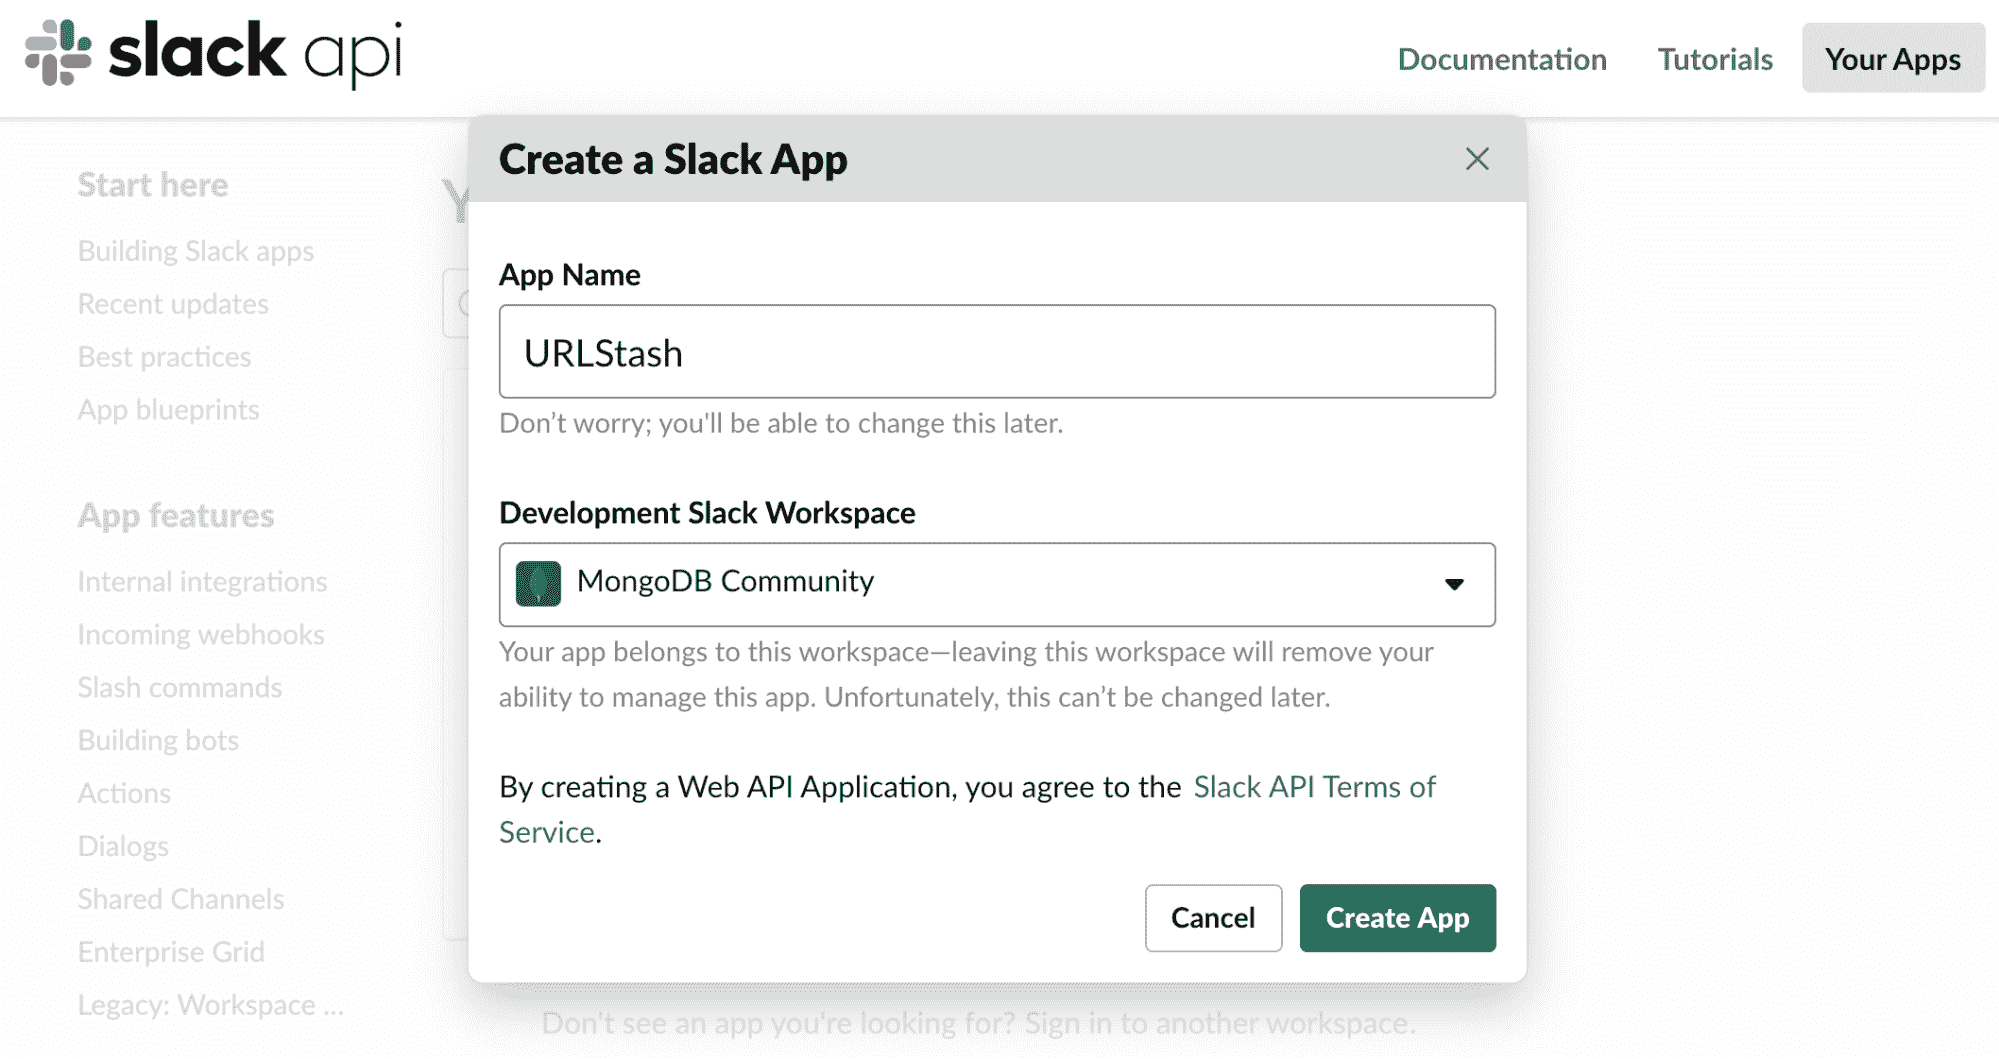 slack api
Documentation
Tutorials
Your Apps
Start here
Building Slack apps
Recent updates
Best practices
App blueprints
App features
Internal integrations
Incoming webhooks
Slash commands
Building bots
Actions
Dialogs
Shared Channels
Enterprise Grid
Legacy: Workspace ...
Y
Create a Slack App
App Name
URLStash
Don’t worry; you'll be able to change this later.
Development Slack Workspace
MongoDB Community
Your app belongs to this workspace—leaving this workspace will remove your
ability to manage this app. Unfortunately, this can’t be changed later.
By creating a Web API Application, you agree to the Slack API Terms of
Service.
Cancel
Create App
Don't see an app you're looking for? Sign in to another workspace.